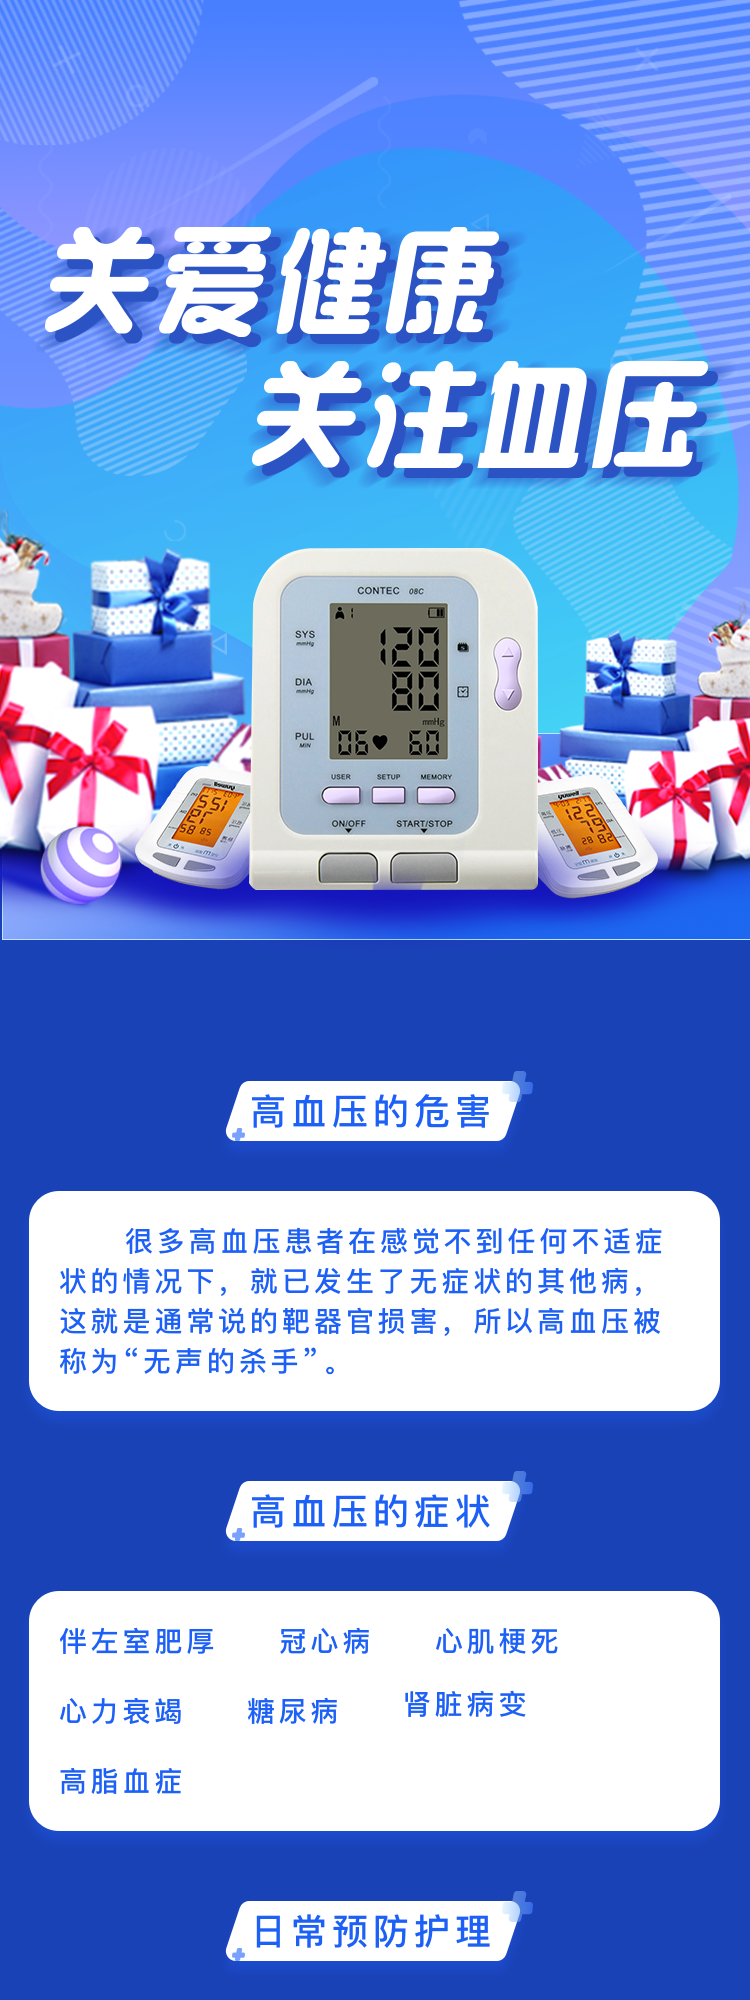 关爱健康
关注血压
CONTEC 08C
SYS
mmHg
120
DIA
mmHg
80
M
mmHg
PUL
MIN
06 60
USER SETUP MEMORY
ON/OFF START/STOP
yuwell
高血压的危害
很多高血压患者在感觉不到任何不适症
状的情况下，就已发生了无症状的其他病，
这就是通常说的靶器官损害，所以高血压被
称为“无声的杀手”。
高血压的症状
伴左室肥厚 冠心病 心肌梗死
心力衰竭 糖尿病 肾脏病变
高脂血症
日常预防护理